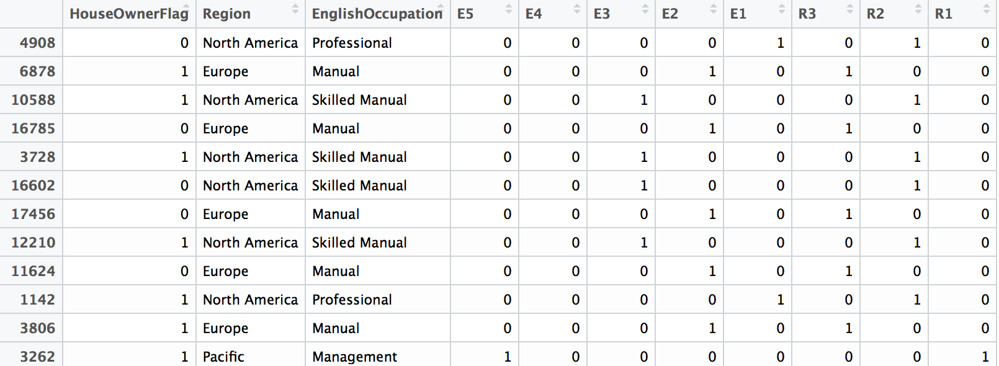 HouseOwnerFlag Region EnglishOccupation E5 E4 E3 E2 E1 R3 R2 R1
4908 0 North America Professional 0 0 0 0 1 0 1 0
6878 1 Europe Manual 0 0 0 1 0 1 0 0
10588 1 North America Skilled Manual 0 0 1 0 0 0 1 0
16785 0 Europe Manual 0 0 0 1 0 1 0 0
3728 1 North America Skilled Manual 0 0 1 0 0 0 1 0
16602 0 North America Skilled Manual 0 0 1 0 0 0 1 0
17456 0 Europe Manual 0 0 0 1 0 1 0 0
12210 1 North America Skilled Manual 0 0 1 0 0 0 1 0
11624 0 Europe Manual 0 0 0 1 0 1 0 0
1142 1 North America Professional 0 0 0 0 1 0 1 0
3806 1 Europe Manual 0 0 0 1 0 1 0 0
3262 1 Pacific Management 1 0 0 0 0 0 0 1